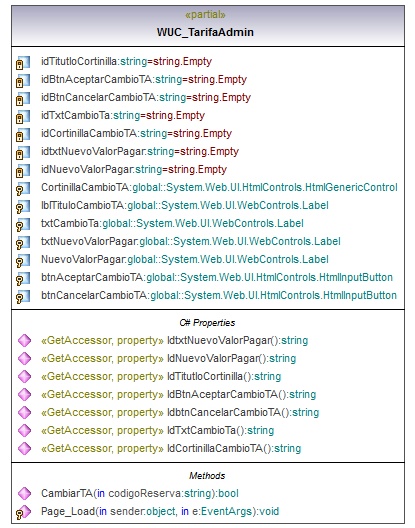 «partial»
WUC_TarifaAdmin
idTitutloCortinilla:string=string.Empty
idBtnAceptarCambioTA:string=string.Empty
idBtnCancelarCambioTA:string=string.Empty
idTxtCambioTa:string=string.Empty
idCortinillaCambioTA:string=string.Empty
idtxtNuevoValorPagar:string=string.Empty
idNuevoValorPagar:string=string.Empty
CortinillaCambioTA:global::System.Web.UI.HtmlControls.HtmlGenericControl
lblTituloCambioTA:global::System.Web.UI.WebControls.Label
txtCambioTa:global::System.Web.UI.WebControls.Label
txtNuevoValorPagar:global::System.Web.UI.WebControls.Label
NuevoValorPagar:global::System.Web.UI.WebControls.Label
btnAceptarCambioTA:global::System.Web.UI.HtmlControls.HtmlInputButton
btnCancelarCambioTA:global::System.Web.UI.HtmlControls.HtmlInputButton
C# Properties
«GetAccessor, property» IdtxtNuevoValorPagar():string
«GetAccessor, property» IdNuevoValorPagar():string
«GetAccessor, property» IdTitutloCortinilla():string
«GetAccessor, property» IdBtnAceptarCambioTA():string
«GetAccessor, property» IdbtnCancelarCambioTA():string
«GetAccessor, property» IdTxtCambioTa():string
«GetAccessor, property» IdCortinillaCambioTA():string
Methods
CambiarTA(in codigoReserva:string):bool
Page_Load(in sender:object, in e:EventArgs):void